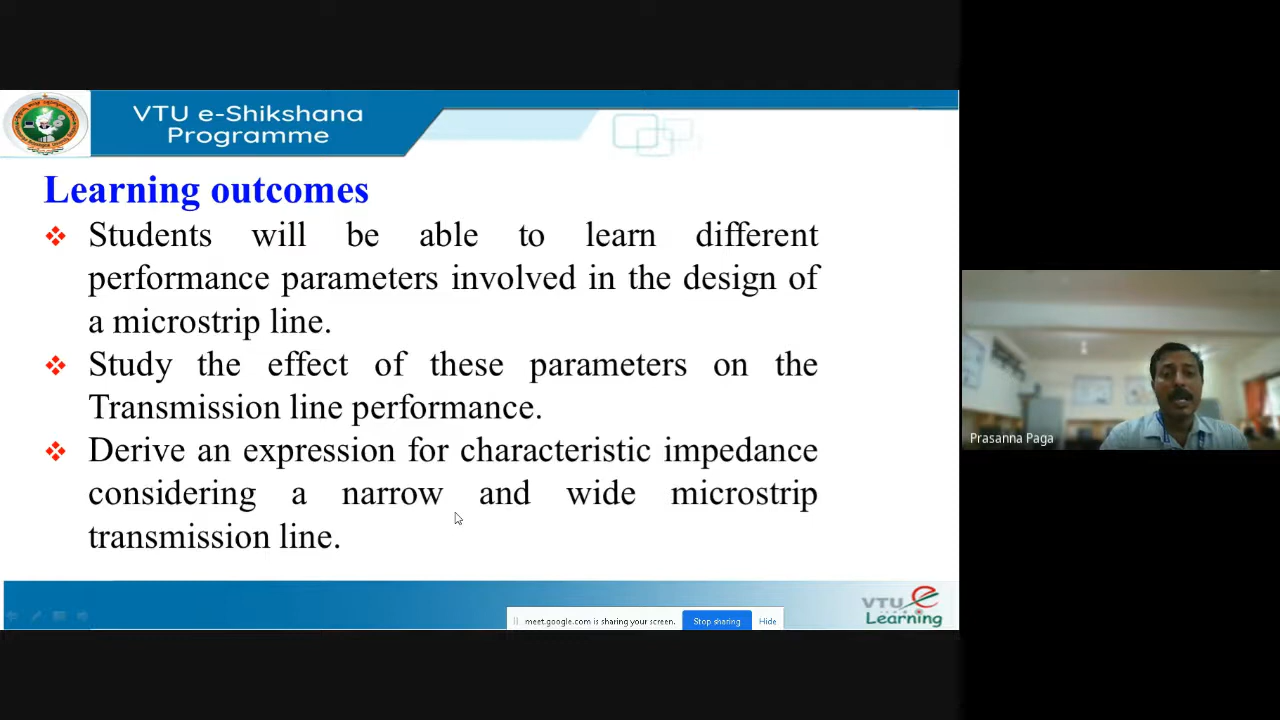 VTU e-Shikshana
Programme
Learning outcomes
Students will be able to learn different
performance parameters involved in the design of
a microstrip line.
Study the effect of these parameters on the
Transmission line performance.
Derive an expression for characteristic impedance
considering a narrow and wide microstrip
transmission line.
Prasanna Paga
meet.google.com is sharing your screen.
Stop sharing
Hide
VTU e
Learning